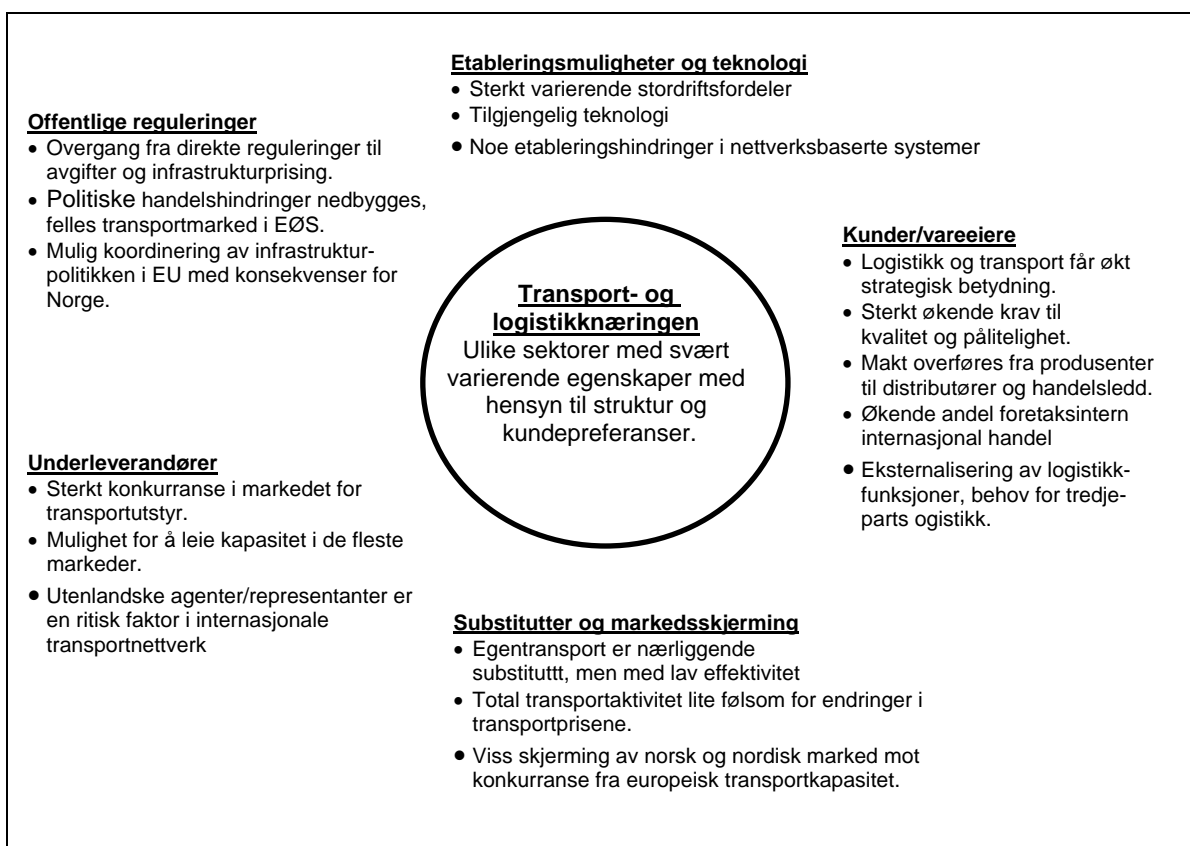 Etableringsmuligheter og teknologi
• Sterkt varierende stordriftsfordeler
• Tilgjengelig teknologi
• Noe etableringshindringer i nettverksbaserte systemer
Offentlige reguleringer
• Overgang fra direkte reguleringer til
avgifter og infrastrukturprising.
• Politiske handelshindringer nedbygges,
felles transportmarked i EØS.
• Mulig koordinering av infrastruktur-
politikken i EU med konsekvenser for
Norge.
Transport- og
logistikknæringen
Ulike sektorer med svært
varierende egenskaper med
hensyn til struktur og
kundepreferanser.
Kunder/vareeiere
• Logistikk og transport får økt
strategisk betydning.
• Sterkt økende krav til
kvalitet og pålitelighet.
• Makt overføres fra produsenter
til distributører og handelsledd.
• Økende andel foretaksintern
internasjonal handel
• Eksternalisering av logistikk-
funksjoner, behov for tredje-
parts ogistikk.
Underleverandører
• Sterkt konkurranse i markedet for
transportutstyr.
• Mulighet for å leie kapasitet i de fleste
markeder.
• Utenlandske agenter/representanter er
en ritisk faktor i internasjonale
transportnettverk
Substitutter og markedsskjerming
• Egentransport er nærliggende
substituttt, men med lav effektivitet
• Total transportaktivitet lite følsom for endringer i
transportprisene.
• Viss skjerming av norsk og nordisk marked mot
konkurranse fra europeisk transportkapasitet.